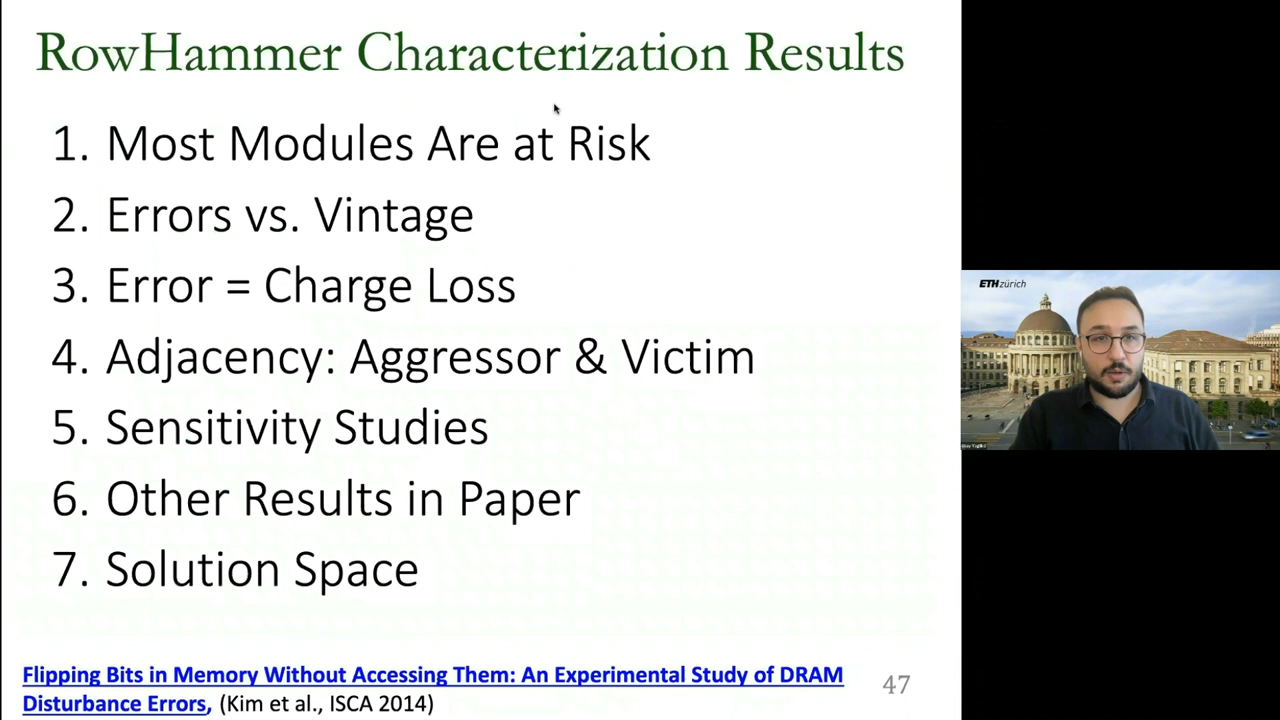 RowHammer Characterization Results
1. Most Modules Are at Risk
2. Errors vs. Vintage
3. Error = Charge Loss
4. Adjacency: Aggressor & Victim
5. Sensitivity Studies
6. Other Results in Paper
7. Solution Space
Flipping Bits in Memory Without Accessing Them: An Experimental Study of DRAM
Disturbance Errors, (Kim et al., ISCA 2014)
47
ETH zürich